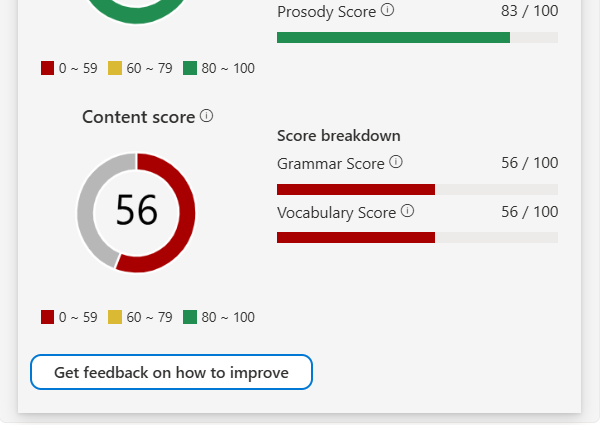 Prosody Score 83 / 100
0 ~ 59 60 ~ 79 80 ~ 100
Content score
Score breakdown
Grammar Score 56 / 100
56
Vocabulary Score 56 / 100
0 ~ 59 60 ~ 79 80 ~ 100
Get feedback on how to improve